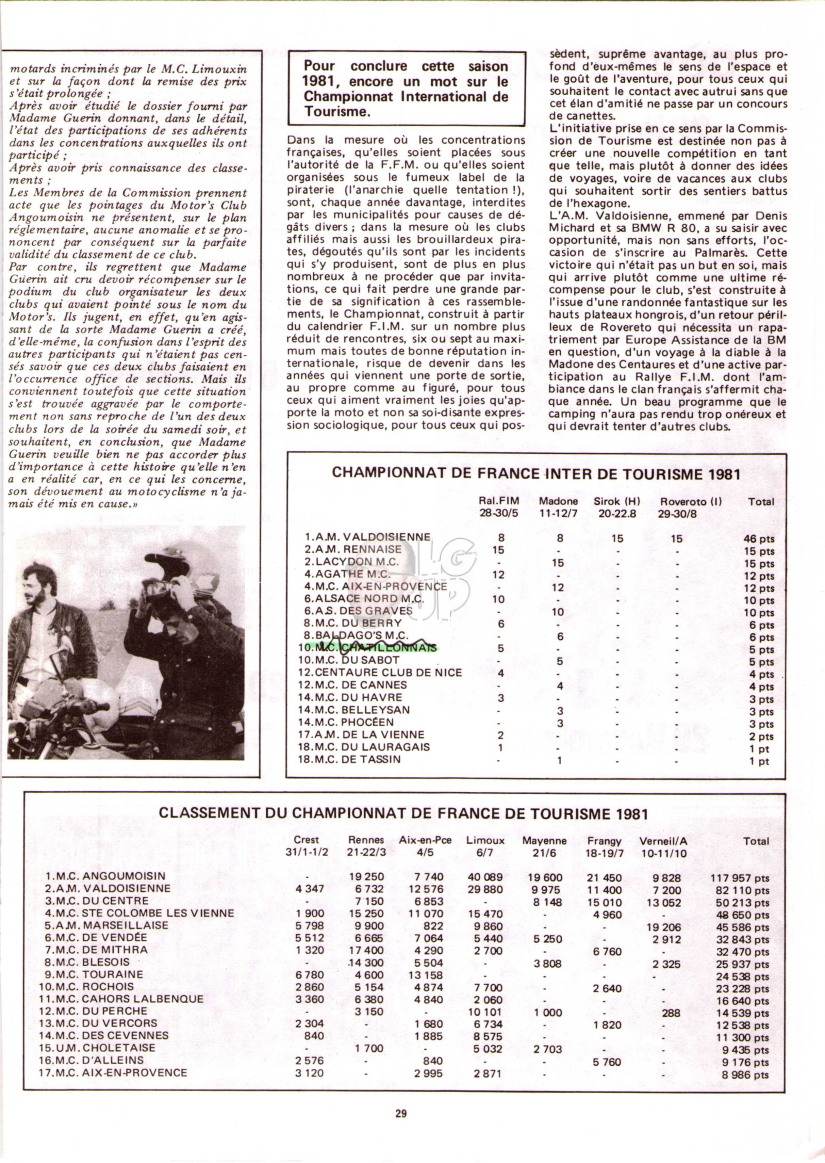 motards incriminés par le M.C. Limouxin
et sur la façon dont la remise des prix
s'était prolongée ;
Après avoir étudié le dossier fourni par
Madame Guerin donnant, dans le détail,
l'état des participations de ses adhérents
dans les concentrations auxquelles ils ont
participé ;
Après avoir pris connaissance des classe-
ments ;
Les Membres de la Commission prennent
acte que les pointages du Motor's Club
Angoumoisin ne présentent, sur le plan
réglementaire, aucune anomalie et se pro-
noncent par conséquent sur la parfaite
validité du classement de ce club.
Par contre, ils regrettent que Madame
Guerin ait cru devoir récompenser sur le
podium du club organisateur les deux
clubs qui avaient pointé sous le nom du
Motor's. Ils jugent, en effet, qu'en agis-
sant de la sorte Madame Guerin a créé,
d'elle-même, la confusion dans l'esprit des
autres participants qui n'étaient pas cen-
sés savoir que ces deux clubs faisaient en
l'occurrence office de sections. Mais ils
conviennent toutefois que cette situation
s'est trouvée aggravée par le comporte-
ment non sans reproche de l'un des deux
clubs lors de la soirée du samedi soir, et
souhaitent, en conclusion, que Madame
Guerin veuille bien ne pas accorder plus
d'importance à cette histoire qu'elle n'en
a en réalité car, en ce qui les concerne,
son dévouement au motocyclisme n'a ja-
mais été mis en cause.»
Pour conclure cette saison
1981, encore un mot sur le
Championnat International de
Tourisme.
Dans la mesure où les concentrations
françaises, qu'elles soient placées sous
l'autorité de la F.F.M. ou qu'elles soient
organisées sous le fumeux label de la
piraterie (l'anarchie quelle tentation !),
sont, chaque année davantage, interdites
par les municipalités pour causes de dé-
gâts divers ; dans la mesure où les clubs
affiliés mais aussi les brouillardeux pira-
tes, dégoutés qu'ils sont par les incidents
qui s'y produisent, sont de plus en plus
nombreux à ne procéder que par invita-
tions, ce qui fait perdre une grande par-
tie de sa signification à ces rassemble-
ments, le Championnat, construit à partir
du calendrier F.I.M. sur un nombre plus
réduit de rencontres, six ou sept au maxi-
mum mais toutes de bonne réputation in-
ternationale, risque de devenir dans les
années qui viennent une porte de sortie,
au propre comme au figuré, pour tous
ceux qui aiment vraiment les joies qu'ap-
porte la moto et non sa soi-disante expres-
sion sociologique, pour tous ceux qui pos-
sèdent, suprême avantage, au plus pro-
fond d'eux-mêmes le sens de l'espace et
le goût de l'aventure, pour tous ceux qui
souhaitent le contact avec autrui sans que
cet élan d'amitié ne passe par un concours
de canettes.
L'initiative prise en ce sens par la Commis-
sion de Tourisme est destinée non pas à
créer une nouvelle compétition en tant
que telle, mais plutôt à donner des idées
de voyages, voire de vacances aux clubs
qui souhaitent sortir des sentiers battus
de l'hexagone.
L'A.M. Valdoisienne, emmené par Denis
Michard et sa BMW R 80, a su saisir avec
opportunité, mais non sans efforts, l'oc-
casion de s'inscrire au Palmarès. Cette
victoire qui n'était pas un but en soi, mais
qui arrive plutôt comme une ultime ré-
compense pour le club, s'est construite à
l'issue d'une randonnée fantastique sur les
hauts plateaux hongrois, d'un retour péril-
leux de Rovereto qui nécessita un rapa-
triement par Europe Assistance de la BM
en question, d'un voyage à la diable à la
Madone des Centaures et d'une active par-
ticipation au Rallye F.I.M. dont l'am-
biance dans le clan français s'affermit cha-
que année. Un beau programme que le
camping n'aura pas rendu trop onéreux et
qui devrait tenter d'autres clubs.
CHAMPIONNAT DE FRANCE INTER DE TOURISME 1981
Ral.FIM Madone Sirok (H) Roveroto (I) Total
28-30/5 11-12/7 20-22.8 29-30/8
1.A.M. VALDOISIENNE 8 8 15 15 46 pts
2.A.M. RENNAISE 15 - - - 15 pts
2.LACYDON M.C. - 15 - - 15 pts
4.AGATHE M.C. 12 - - - 12 pts
4.M.C. AIX-EN-PROVENCE - 12 - - 12 pts
6.ALSACE NORD M.C. 10 - - - 10 pts
6.A.S. DES GRAVES - 10 - - 10 pts
8.M.C. DU BERRY 6 - - - 6 pts
8.BALDAGO'S M.C. - 6 - - 6 pts
10.M.C. CHATILLONNAIS 5 - - - 5 pts
10.M.C. DU SABOT - 5 - - 5 pts
12.CENTAURE CLUB DE NICE 4 - - - 4 pts
12.M.C. DE CANNES - 4 - - 4 pts
14.M.C. DU HAVRE 3 - - - 3 pts
14.M.C. BELLEYSAN - 3 - - 3 pts
14.M.C. PHOCÉEN - 3 - - 3 pts
17.A.M. DE LA VIENNE 2 - - - 2 pts
18.M.C. DU LAURAGAIS 1 - - - 1 pt
18.M.C. DE TASSIN - 1 - - 1 pt
CLASSEMENT DU CHAMPIONNAT DE FRANCE DE TOURISME 1981
Crest Rennes Aix-en-Pce Limoux Mayenne Frangy Verneil/A Total
31/1-1/2 21-22/3 4/5 6/7 21/6 18-19/7 10-11/10
1.M.C. ANGOUMOISIN - 19 250 7 740 40 089 19 600 21 450 9 828 117 957 pts
2.A.M. VALDOISIENNE 4 347 6 732 12 576 29 880 9 975 11 400 7 200 82 110 pts
3.M.C. DU CENTRE - 7 150 6 853 - 8 148 15 010 13 052 50 213 pts
4.M.C. STE COLOMBE LES VIENNE 1 900 15 250 11 070 15 470 - 4 960 - 48 650 pts
5.A.M. MARSEILLAISE 5 798 9 900 822 9 860 - - 19 206 45 586 pts
6.M.C. DE VENDÉE 5 512 6 665 7 064 5 440 5 250 - 2 912 32 843 pts
7.M.C. DE MITHRA 1 320 17 400 4 290 2 700 - 6 760 - 32 470 pts
8.M.C. BLESOIS - 14 300 5 504 - 3 808 - 2 325 25 937 pts
9.M.C. TOURAINE 6 780 4 600 13 158 - - - - 24 538 pts
10.M.C. ROCHOIS 2 860 5 154 4 874 7 700 - 2 640 - 23 228 pts
11.M.C. CAHORS LALBENQUE 3 360 6 380 4 840 2 060 - - - 16 640 pts
12.M.C. DU PERCHE - 3 150 - 10 101 1 000 - 288 14 539 pts
13.M.C. DU VERCORS 2 304 - 1 680 6 734 - 1 820 - 12 538 pts
14.M.C. DES CEVENNES 840 - 1 885 8 575 - - - 11 300 pts
15.U.M. CHOLETAISE - 1 700 - 5 032 2 703 - - 9 435 pts
16.M.C. D'ALLEINS 2 576 - 840 - - 5 760 - 9 176 pts
17.M.C. AIX-EN-PROVENCE 3 120 - 2 995 2 871 - - - 8 986 pts
29